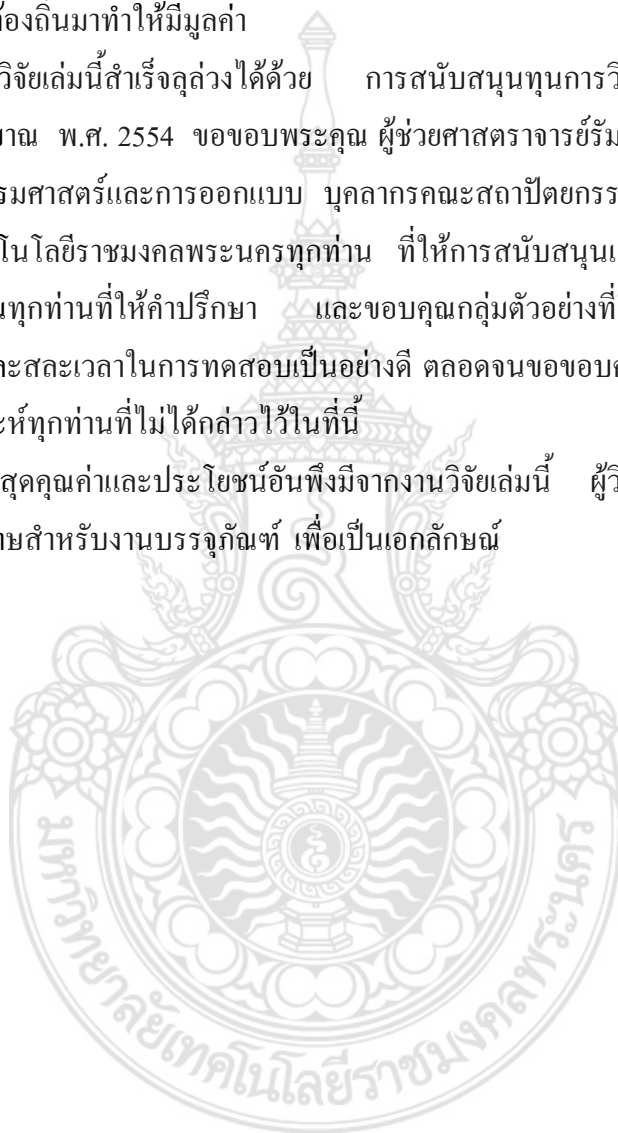 ้องถิ่นมาทำให้มีมูลค่า
วิจัยเล่มนี้สำเร็จลุล่วงได้ด้วย การสนับสนุนทุนการวิ
าณ พ.ศ. 2554 ขอขอบพระคุณ ผู้ช่วยศาสตราจารย์รัม
รมศาสตร์และการออกแบบ บุคลากรคณะสถาปัตยกรร
โนโลยีราชมงคลพระนครทุกท่าน ที่ให้การสนับสนุนแ
นทุกท่านที่ให้คำปรึกษา และขอบคุณกลุ่มตัวอย่างที่
ละสละเวลาในการทดสอบเป็นอย่างดี ตลอดจนขอขอบค
ะห์ทุกท่านที่ไม่ได้กล่าวไว้ในที่นี้
สุดคุณค่าและประโยชน์อันพึงมีจากงานวิจัยเล่มนี้ ผู้วิ
าษสำหรับงานบรรจุภัณฑ์ เพื่อเป็นเอกลักษณ์
มหาวิทยาลัยเทคโนโลยีราชมงคลพระนคร